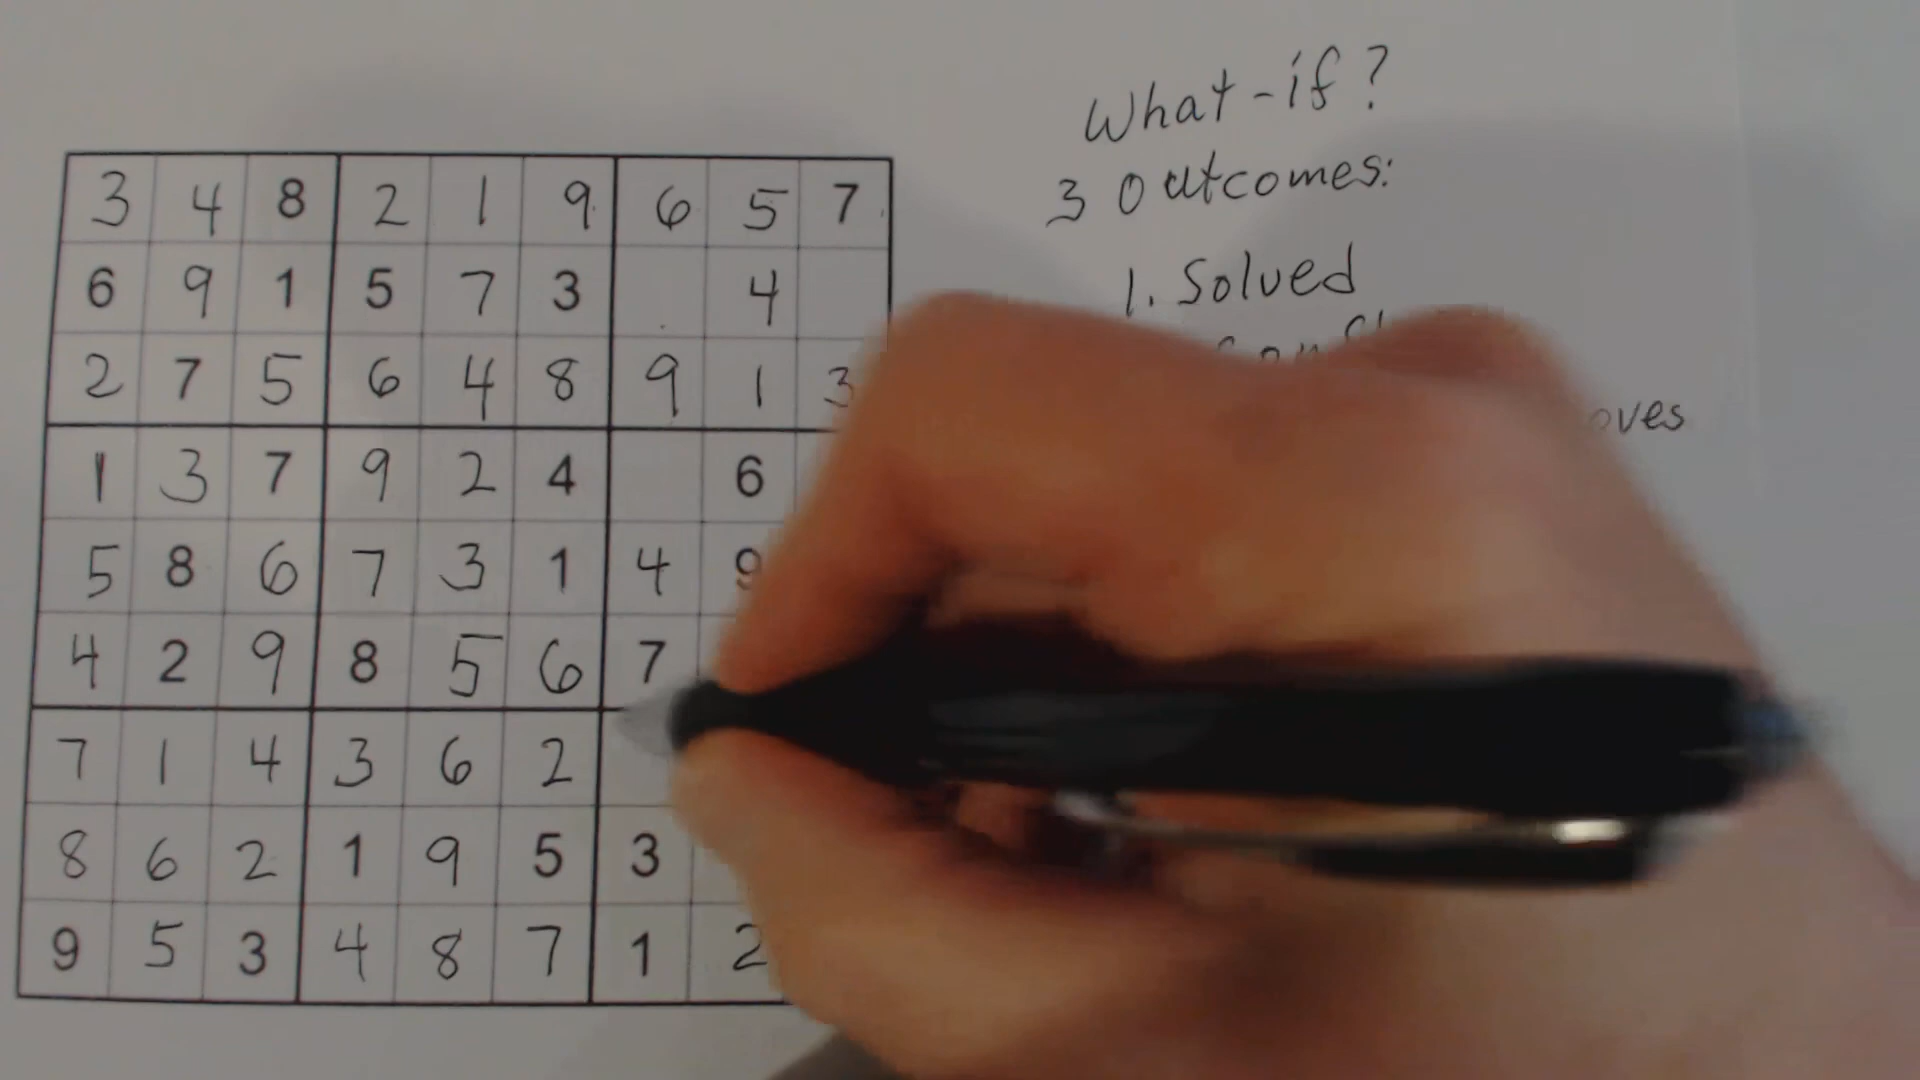 What-if?
3 Outcomes:
1. Solved
3 4 8 2 1 9 6 5 7
6 9 1 5 7 3 4
2 7 5 6 4 8 9 1 3
1 3 7 9 2 4 6
5 8 6 7 3 1 4 9
4 2 9 8 5 6 7
7 1 4 3 6 2
8 6 2 1 9 5 3
9 5 3 4 8 7 1 2